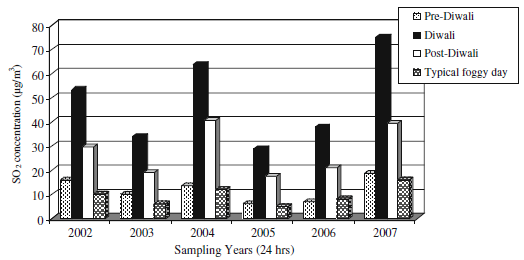 Pre-Diwali
Diwali
Post-Diwali
Typical foggy day
SO2 concentration (µg/m3)
80
70
60
50
40
30
20
10
0
2002 2003 2004 2005 2006 2007
Sampling Years (24 hrs)